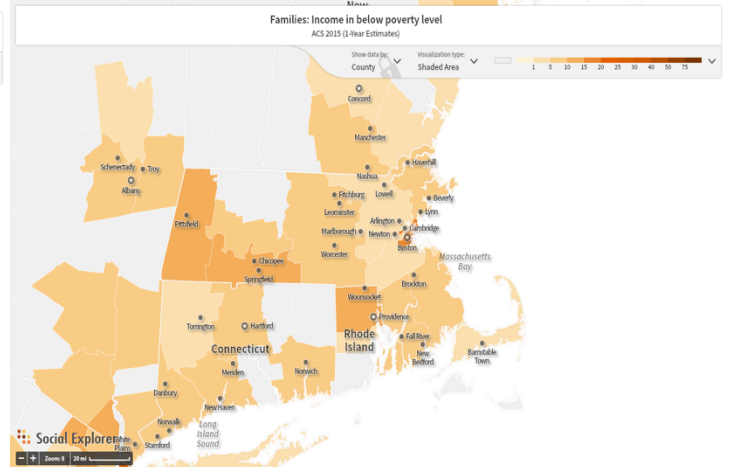 New
Families: Income in below poverty level
ACS 2015 (1-Year Estimates)
Show data by:
County
Visualization type:
Shaded Area
1 5 10 15 20 25 30 40 50 75
Concord
Manchester
Schenectady
Troy
Haverhill
Nashua
Albany
Lowell
Fitchburg
Beverly
Leominster
Lynn
Pittsfield
Arlington
Cambridge
Marlborough
Newton
Boston
Worcester
Massachusetts
Bay
Chicopee
Springfield
Brockton
Woonsocket
Providence
Torrington
Hartford
Rhode
Island
Fall River
Connecticut
New
Bedford
Barnstable
Town
Meriden
Norwich
Danbury
New Haven
Norwalk
Long
Island
Sound
Social Explorer
White
Plains
Stamford
Zoom: 8
20 mi